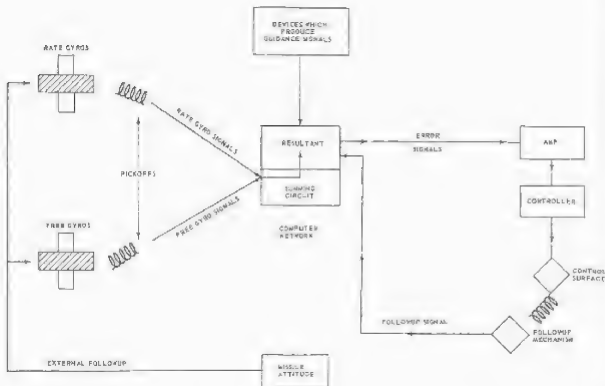 DEVICES WHICH
PRODUCE
GUIDANCE SIGNALS
RATE GYROS
RATE GYRO SIGNALS
RESULTANT
ERROR
SIGNALS
AMP
PICKOFFS
SUMMING
CIRCUIT
CONTROLLER
FREE GYROS
FREE GYRO SIGNALS
COMPUTER
NETWORK
CONTROL
SURFACE
FOLLOWUP SIGNAL
FOLLOWUP
MECHANISM
EXTERNAL FOLLOWUP
MISSILE
ATTITUDE